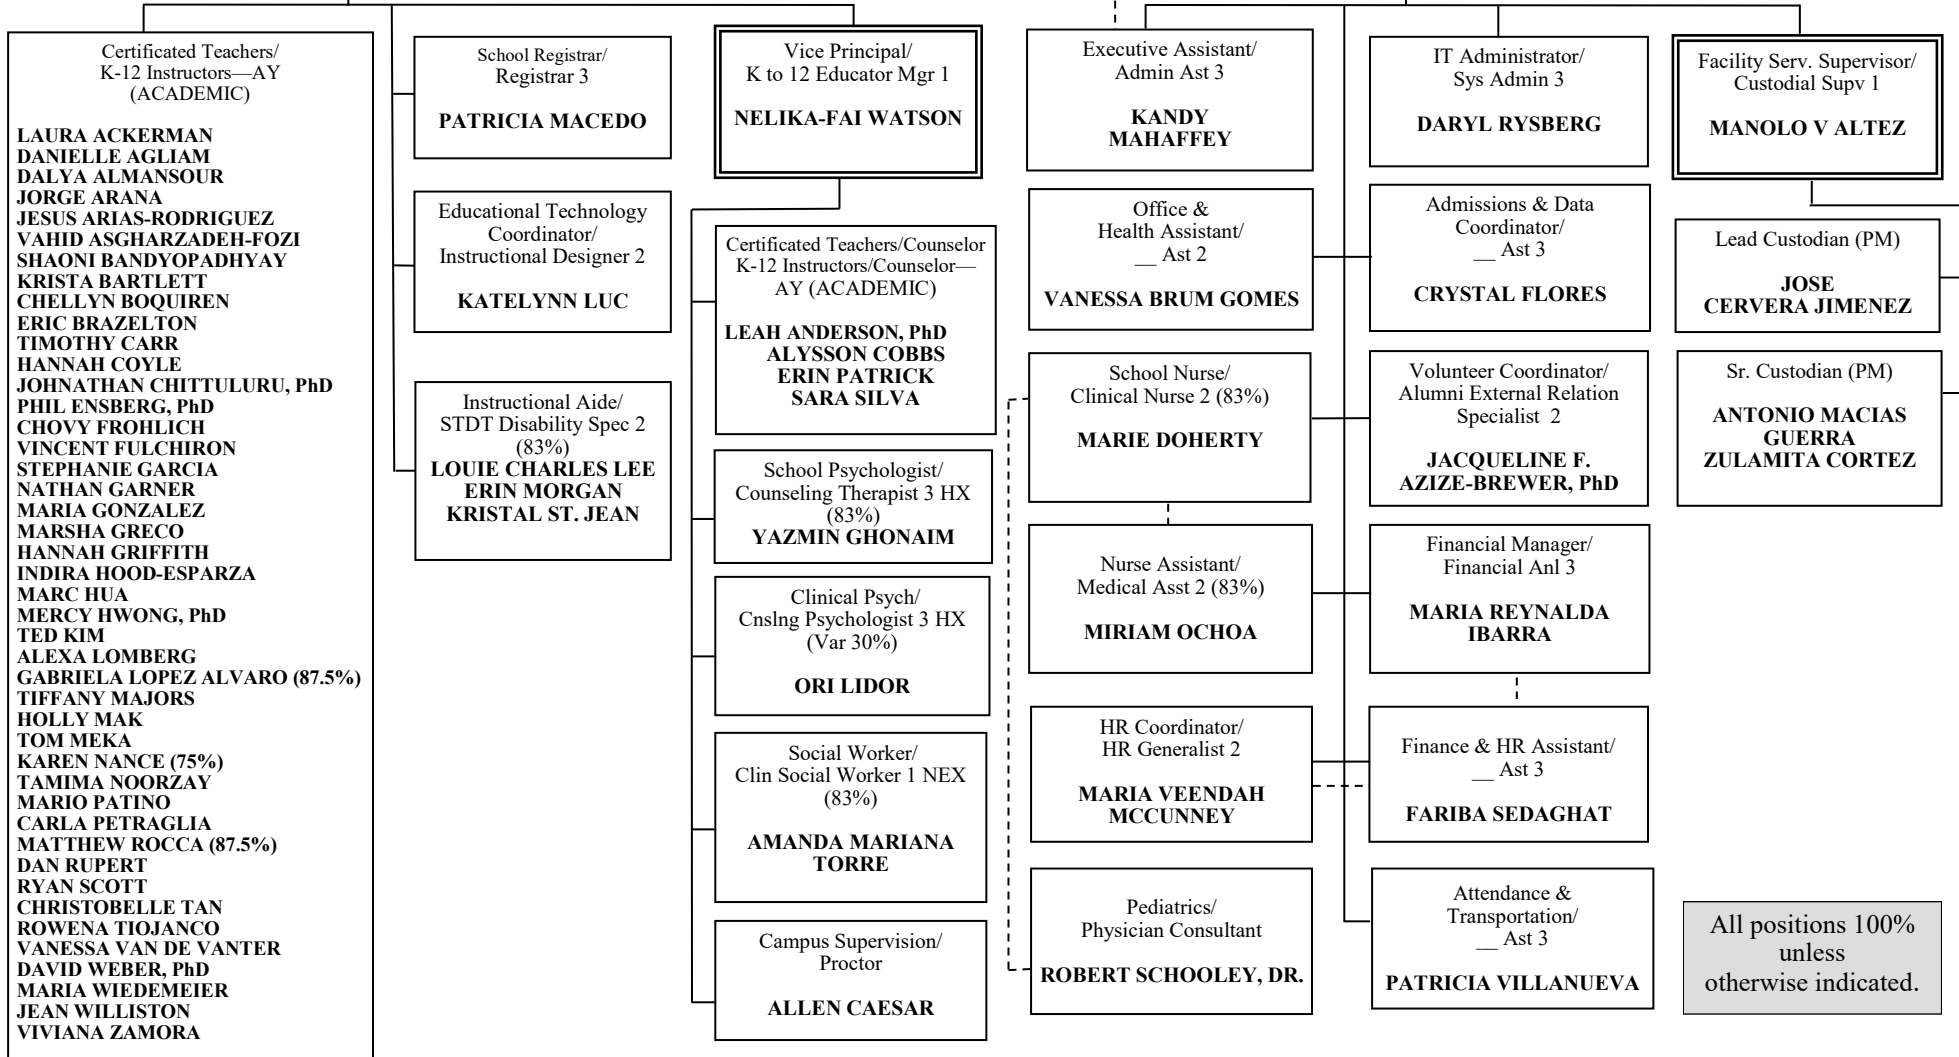 Certificated Teachers/
K-12 Instructors—AY
(ACADEMIC)
LAURA ACKERMAN
DANIELLE AGLIAM
DALYA ALMANSOUR
JORGE ARANA
JESUS ARIAS-RODRIGUEZ
VAHID ASGHARZADEH-FOZI
SHAONI BANDYOPADHYAY
KRISTA BARTLETT
CHELLYN BOQUIREN
ERIC BRAZELTON
TIMOTHY CARR
HANNAH COYLE
JOHNATHAN CHITTULURU, PhD
PHIL ENSBERG, PhD
CHOVY FROHLICH
VINCENT FULCHIRON
STEPHANIE GARCIA
NATHAN GARNER
MARIA GONZALEZ
MARSHA GRECO
HANNAH GRIFFITH
INDIRA HOOD-ESPARZA
MARC HUA
MERCY HWONG, PhD
TED KIM
ALEXA LOMBERG
GABRIELA LOPEZ ALVARO (87.5%)
TIFFANY MAJORS
HOLLY MAK
TOM MEKA
KAREN NANCE (75%)
TAMIMA NOORZAY
MARIO PATINO
CARLA PETRAGLIA
MATTHEW ROCCA (87.5%)
DAN RUPERT
RYAN SCOTT
CHRISTOBELLE TAN
ROWENA TIOJANCO
VANESSA VAN DE VANTER
DAVID WEBER, PhD
MARIA WIEDEMEIER
JEAN WILLISTON
VIVIANA ZAMORA
School Registrar/
Registrar 3
PATRICIA MACEDO
Educational Technology
Coordinator/
Instructional Designer 2
KATELYNN LUC
Instructional Aide/
STDT Disability Spec 2
(83%)
LOUIE CHARLES LEE
ERIN MORGAN
KRISTAL ST. JEAN
Vice Principal/
K to 12 Educator Mgr 1
NELIKA-FAI WATSON
Certificated Teachers/Counselor
K-12 Instructors/Counselor—
AY (ACADEMIC)
LEAH ANDERSON, PhD
ALYSSON COBBS
ERIN PATRICK
SARA SILVA
School Psychologist/
Counseling Therapist 3 HX
(83%)
YAZMIN GHONAIM
Clinical Psych/
Cnslng Psychologist 3 HX
(Var 30%)
ORI LIDOR
Social Worker/
Clin Social Worker 1 NEX
(83%)
AMANDA MARIANA
TORRE
Campus Supervision/
Proctor
ALLEN CAESAR
Executive Assistant/
Admin Ast 3
KANDY
MAHAFFEY
Office &
Health Assistant/
__ Ast 2
VANESSA BRUM GOMES
School Nurse/
Clinical Nurse 2 (83%)
MARIE DOHERTY
Nurse Assistant/
Medical Asst 2 (83%)
MIRIAM OCHOA
HR Coordinator/
HR Generalist 2
MARIA VEENDAH
MCCUNNEY
Pediatrics/
Physician Consultant
ROBERT SCHOOLEY, DR.
IT Administrator/
Sys Admin 3
DARYL RYSBERG
Admissions & Data
Coordinator/
__ Ast 3
CRYSTAL FLORES
Volunteer Coordinator/
Alumni External Relation
Specialist 2
JACQUELINE F.
AZIZE-BREWER, PhD
Financial Manager/
Financial Anl 3
MARIA REYNALDA
IBARRA
Finance & HR Assistant/
__ Ast 3
FARIBA SEDAGHAT
Attendance &
Transportation/
__ Ast 3
PATRICIA VILLANUEVA
Facility Serv. Supervisor/
Custodial Supv 1
MANOLO V ALTEZ
Lead Custodian (PM)
JOSE
CERVERA JIMENEZ
Sr. Custodian (PM)
ANTONIO MACIAS
GUERRA
ZULAMITA CORTEZ
All positions 100%
unless
otherwise indicated.